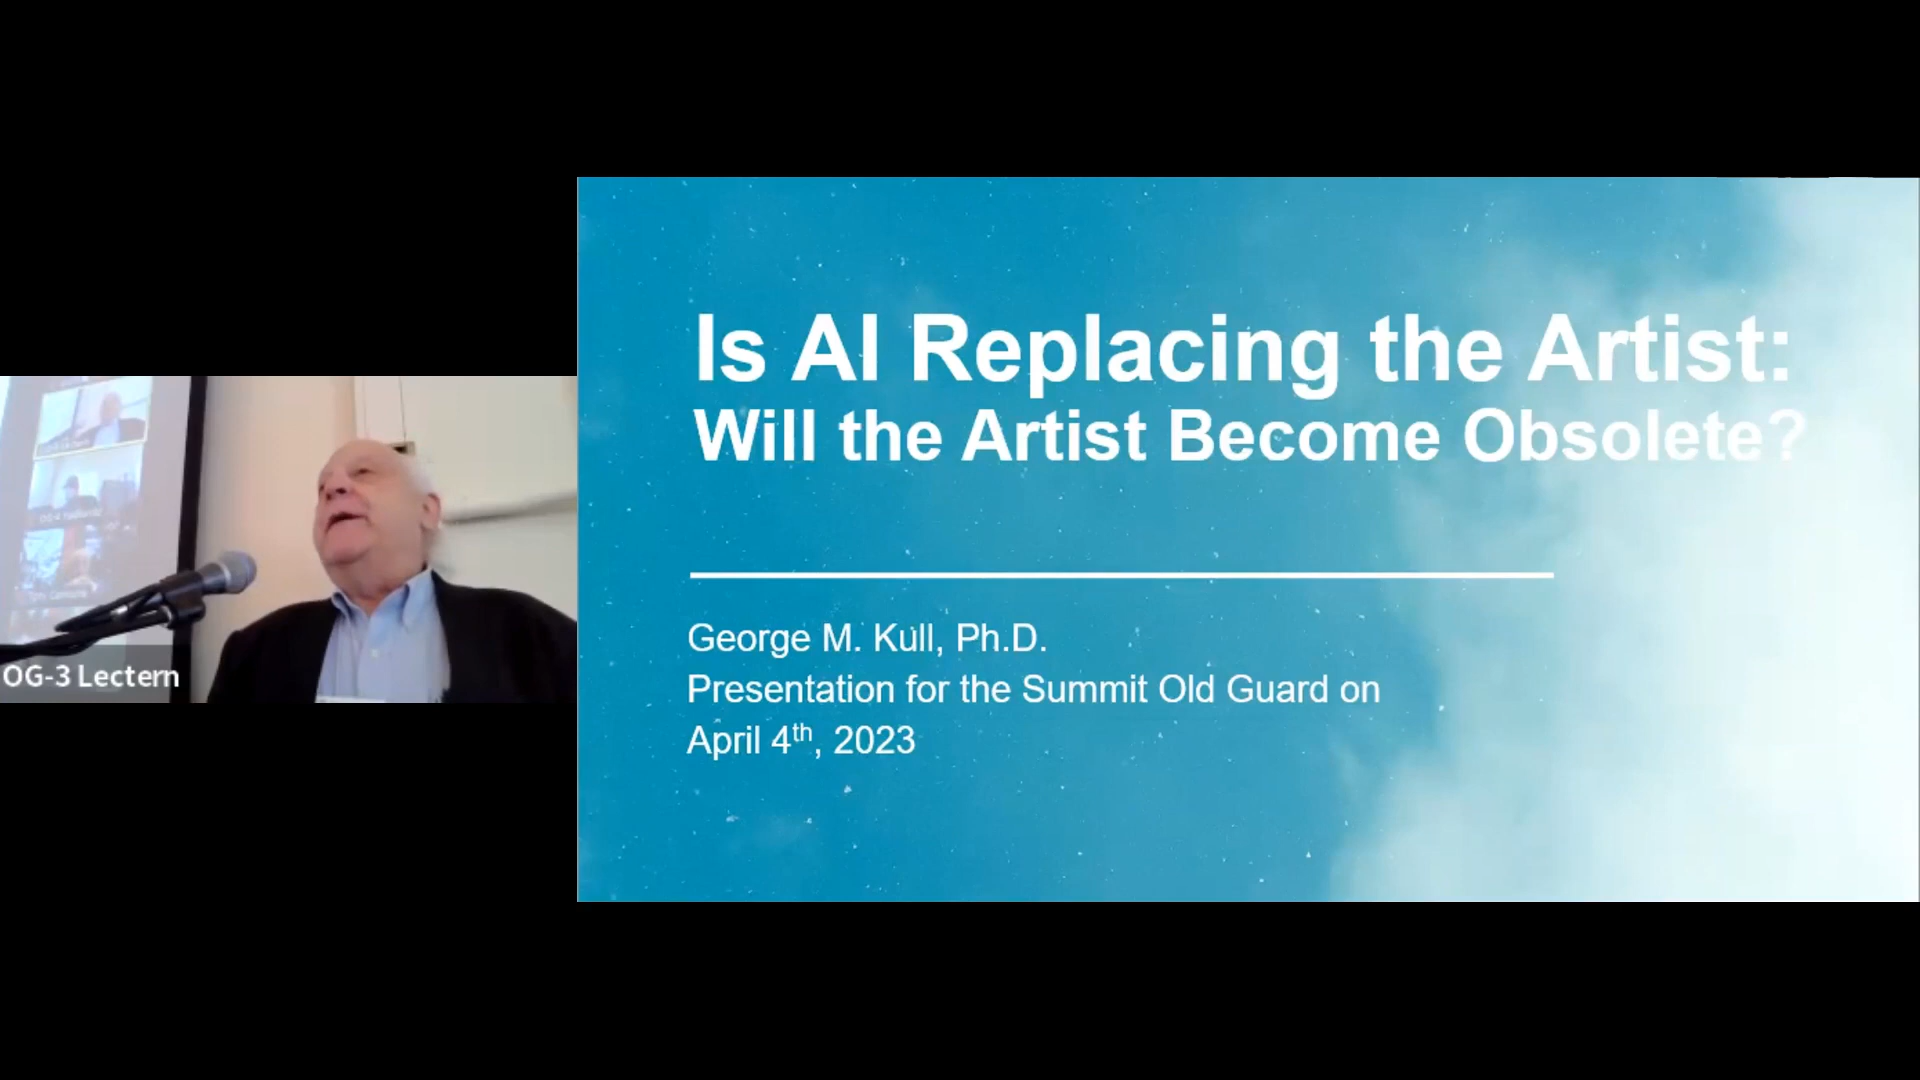 Is AI Replacing the Artist:
Will the Artist Become Obsolete?
George M. Kull, Ph.D.
Presentation for the Summit Old Guard on
April 4th, 2023
OG-3 Lectern